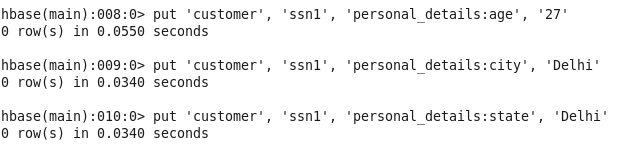 hbase(main):008:0> put 'customer', 'ssn1', 'personal_details:age', '27'
0 row(s) in 0.0550 seconds
hbase(main):009:0> put 'customer', 'ssn1', 'personal_details:city', 'Delhi'
0 row(s) in 0.0340 seconds
hbase(main):010:0> put 'customer', 'ssn1', 'personal_details:state', 'Delhi'
0 row(s) in 0.0340 seconds